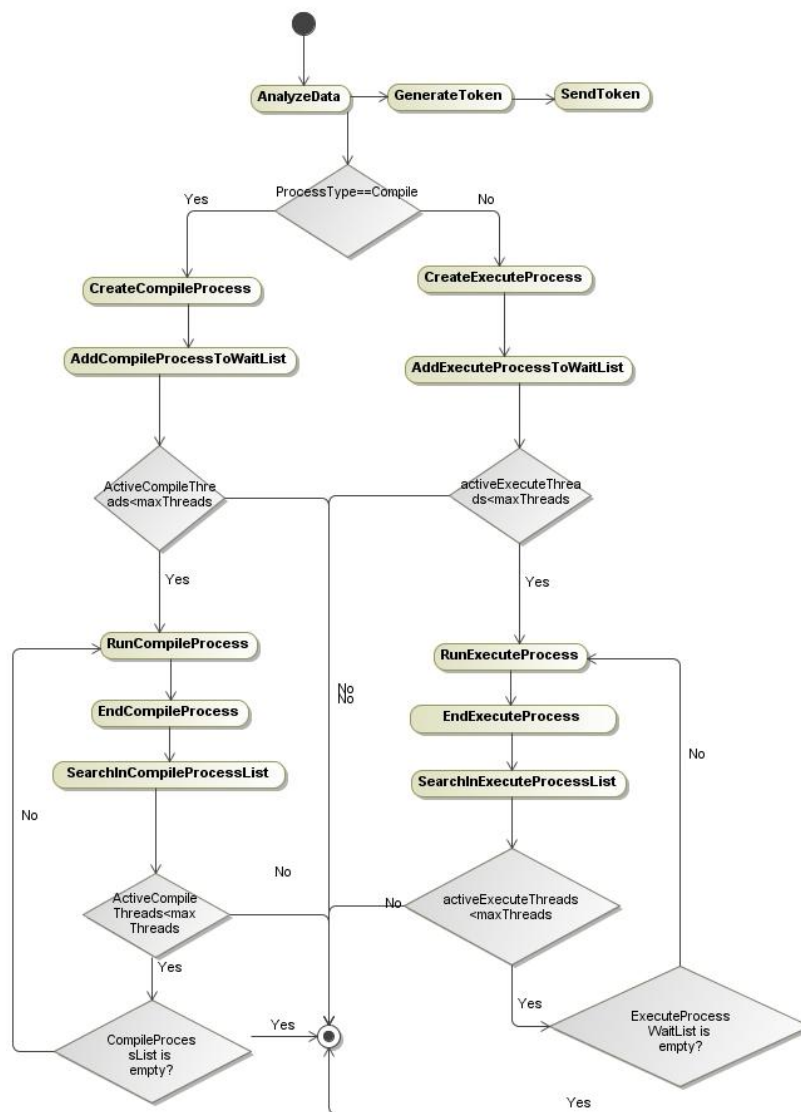 AnalyzeData
GenerateToken
SendToken
ProcessType==Compile
Yes
No
CreateCompileProcess
CreateExecuteProcess
AddCompileProcessToWaitList
AddExecuteProcessToWaitList
ActiveCompileThre
ads<maxThreads
activeExecuteThrea
ds<maxThreads
Yes
Yes
RunCompileProcess
RunExecuteProcess
No
No
EndCompileProcess
EndExecuteProcess
No
SearchInCompileProcessList
SearchInExecuteProcessList
No
No
ActiveCompile
Threads<max
Threads
No
activeExecuteThreads
<maxThreads
Yes
Yes
CompileProces
sList is
empty?
Yes
ExecuteProcess
WaitList is
empty?
Yes